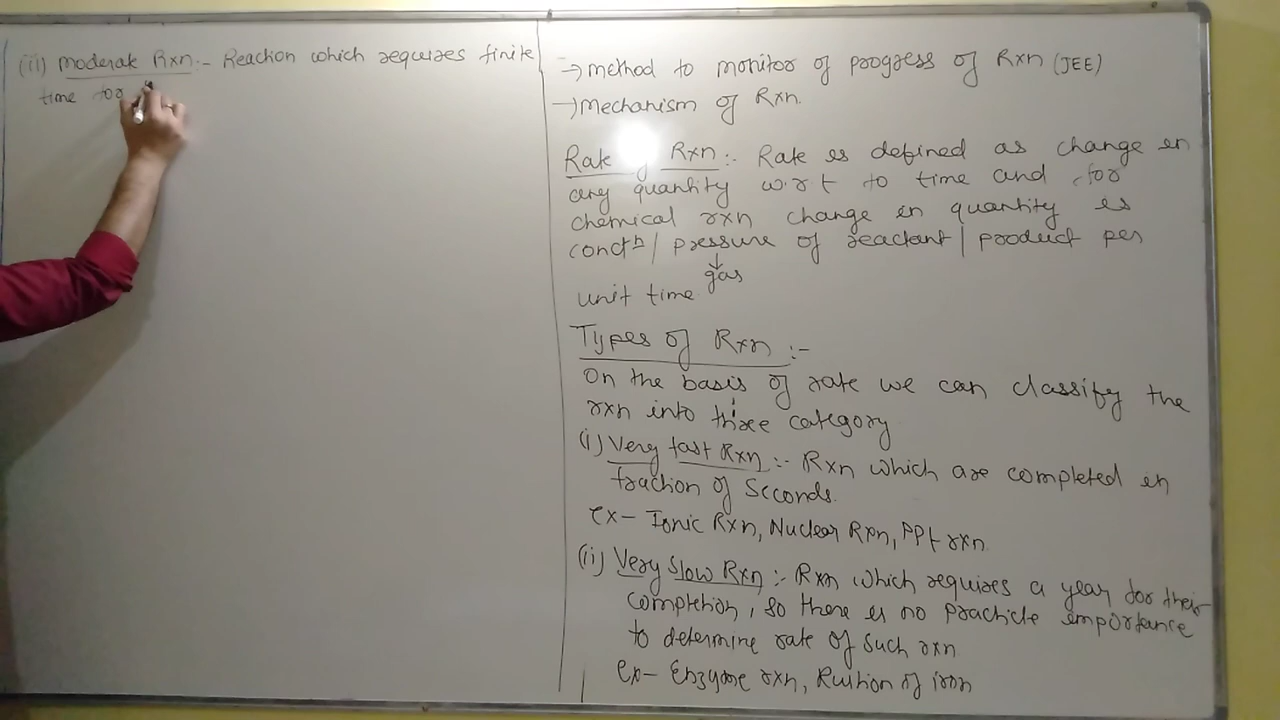 (iii) Moderate Rxn :- Reaction which requires finite
time for
→ method to monitor of progress of Rxn (JEE)
→ Mechanism of Rxn.
Rate of Rxn :- Rate is defined as change in
any quantity w.r.t to time and for
chemical rxn change in quantity is
conctn / pressure of reactant / product per
↓
gas
unit time
Types of Rxn :-
On the basis of rate we can classify the
rxn into three category
(i) Very fast Rxn :- Rxn which are completed in
fraction of Seconds.
ex- Ionic Rxn, Nuclear Rxn, PPt rxn
(ii) Very Slow Rxn :- Rxn which requires a year for their
Completion, so there is no practicle importance
to determine rate of such rxn
Ex- Enzyme rxn, Rustion of iron